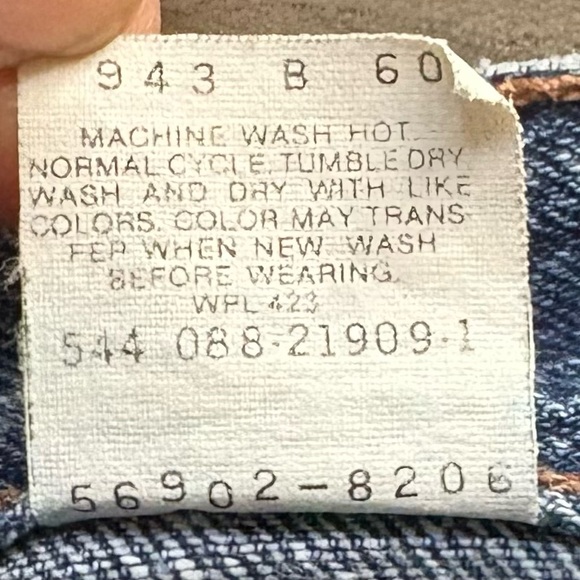 943 B 60
MACHINE WASH HOT
NORMAL CYCLE. TUMBLE DRY
WASH AND DRY WITH LIKE
COLORS. COLOR MAY TRANS
FER WHEN NEW WASH
BEFORE WEARING.
WPL 423
544 088-21909-1
56902-8206